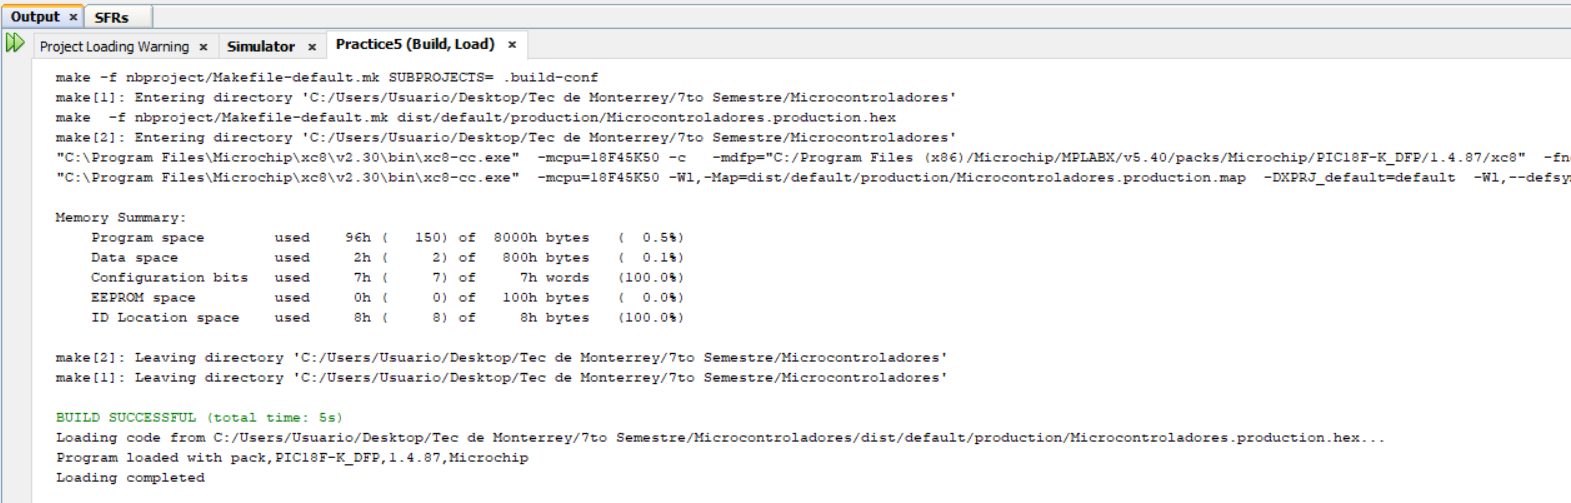 Output × SFRs
Project Loading Warning × Simulator × Practice5 (Build, Load) ×
make -f nbproject/Makefile-default.mk SUBPROJECTS= .build-conf
make[1]: Entering directory 'C:/Users/Usuario/Desktop/Tec de Monterrey/7to Semestre/Microcontroladores'
make  -f nbproject/Makefile-default.mk dist/default/production/Microcontroladores.production.hex
make[2]: Entering directory 'C:/Users/Usuario/Desktop/Tec de Monterrey/7to Semestre/Microcontroladores'
"C:\Program Files\Microchip\xc8\v2.30\bin\xc8-cc.exe"  -mcpu=18F45K50 -c   -mdfp="C:/Program Files (x86)/Microchip/MPLABX/v5.40/packs/Microchip/PIC18F-K_DFP/1.4.87/xc8"  -fn
"C:\Program Files\Microchip\xc8\v2.30\bin\xc8-cc.exe"  -mcpu=18F45K50 -Wl,-Map=dist/default/production/Microcontroladores.production.map  -DXPRJ_default=default  -Wl,--defsy
Memory Summary:
Program space        used    96h (   150) of  8000h bytes   (  0.5%)
Data space           used     2h (     2) of   800h bytes   (  0.1%)
Configuration bits   used     7h (     7) of     7h words   (100.0%)
EEPROM space         used     0h (     0) of   100h bytes   (  0.0%)
ID Location space    used     8h (     8) of     8h bytes   (100.0%)
make[2]: Leaving directory 'C:/Users/Usuario/Desktop/Tec de Monterrey/7to Semestre/Microcontroladores'
make[1]: Leaving directory 'C:/Users/Usuario/Desktop/Tec de Monterrey/7to Semestre/Microcontroladores'
BUILD SUCCESSFUL (total time: 5s)
Loading code from C:/Users/Usuario/Desktop/Tec de Monterrey/7to Semestre/Microcontroladores/dist/default/production/Microcontroladores.production.hex...
Program loaded with pack,PIC18F-K_DFP,1.4.87,Microchip
Loading completed